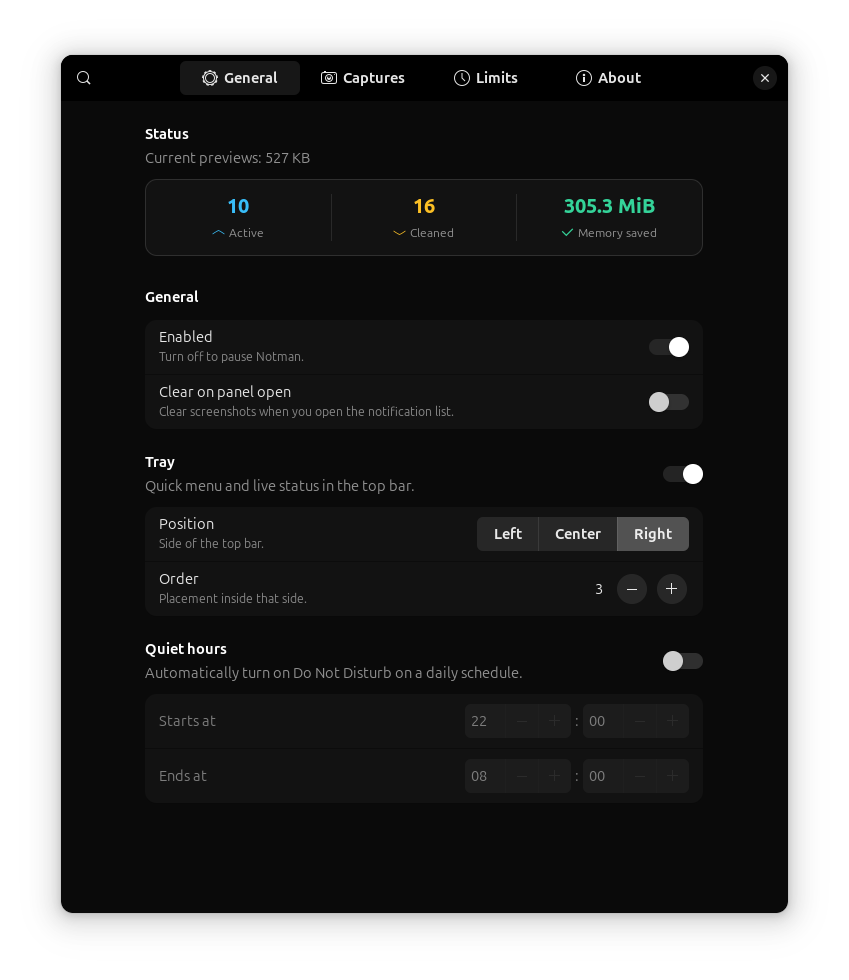 General
Captures
Limits
About
Status
Current previews: 527 KB
10
16
305.3 MiB
Active
Cleaned
Memory saved
General
Enabled
Turn off to pause Notman.
Clear on panel open
Clear screenshots when you open the notification list.
Tray
Quick menu and live status in the top bar.
Position
Side of the top bar.
Left
Center
Right
Order
Placement inside that side.
3
Quiet hours
Automatically turn on Do Not Disturb on a daily schedule.
Starts at
22 : 00
Ends at
08 : 00